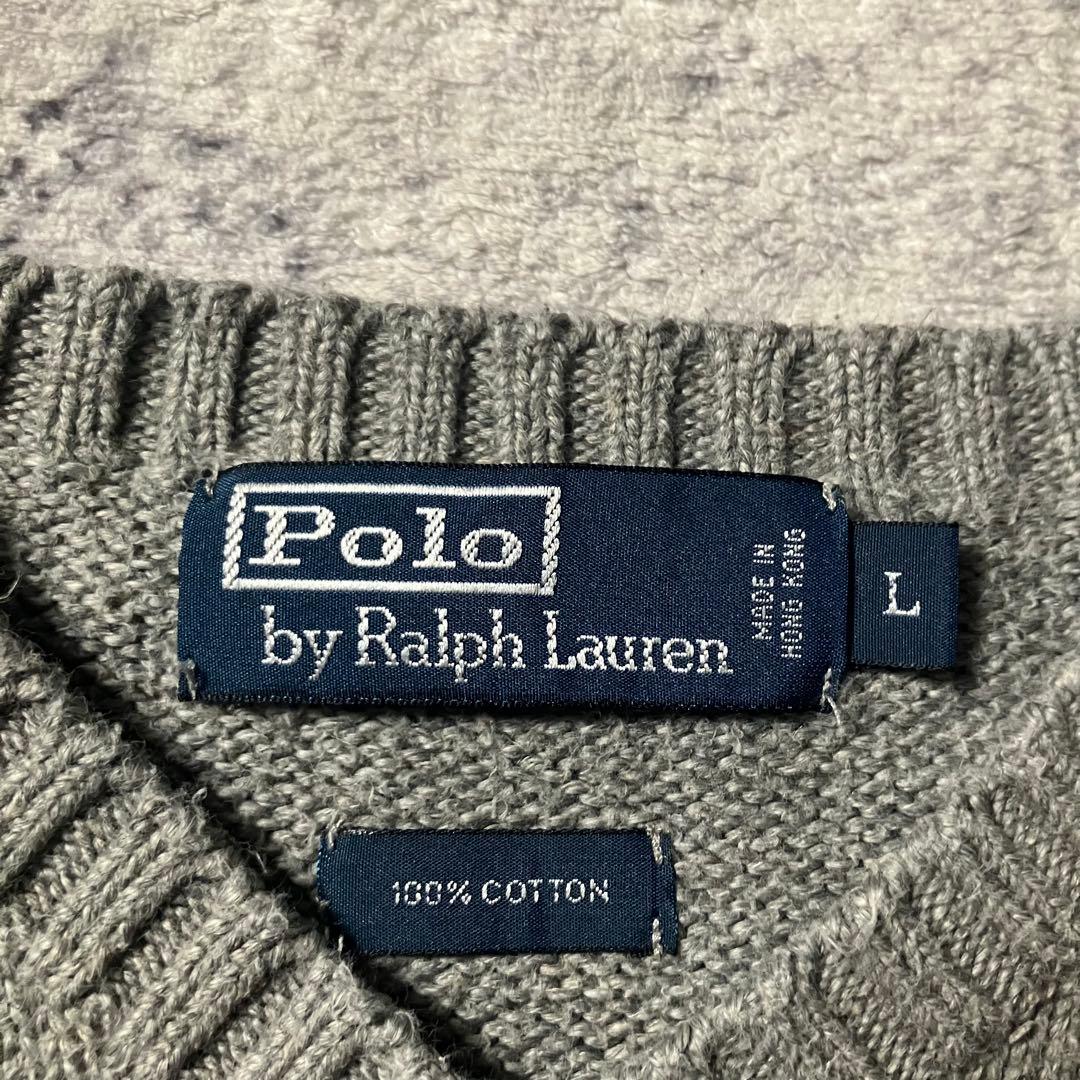 Polo
by Ralph Lauren
MADE IN
HONG KONG
L
100% COTTON